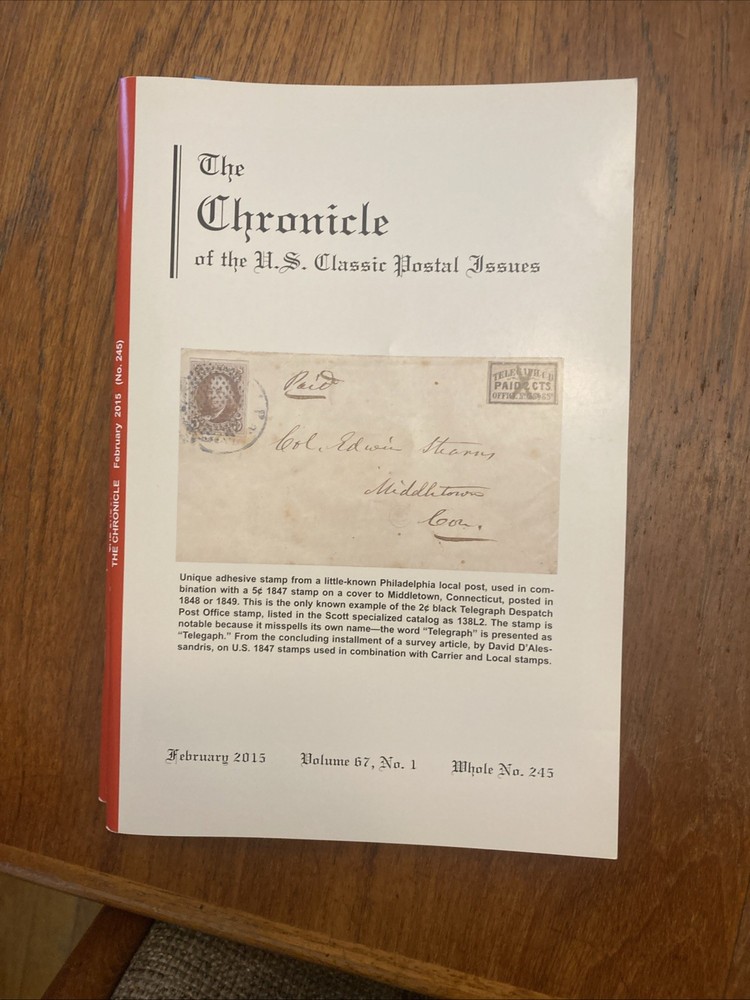 The
Chronicle
of the U.S. Classic Postal Issues
THE CHRONICLE February 2015 (No. 245)
Paid
PAID 2 CTS
Col. Edwin Stearns
Middletown
Con.
Unique adhesive stamp from a little-known Philadelphia local post, used in com-
bination with a 5¢ 1847 stamp on a cover to Middletown, Connecticut, posted in
1848 or 1849. This is the only known example of the 2¢ black Telegraph Despatch
Post Office stamp, listed in the Scott specialized catalog as 138L2. The stamp is
notable because it misspells its own name—the word “Telegraph” is presented as
“Telegaph.” From the concluding installment of a survey article, by David D’Ales-
sandris, on U.S. 1847 stamps used in combination with Carrier and Local stamps.
February 2015 Volume 67, No. 1 Whole No. 245